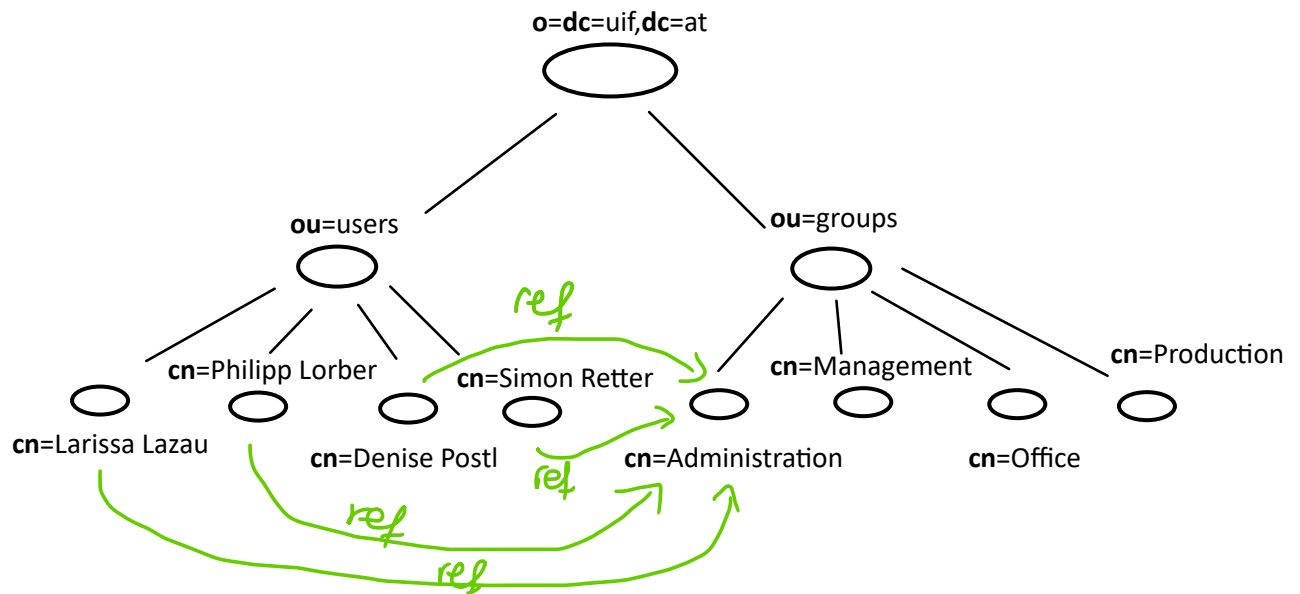 o=dc=uif,dc=at
ou=users
ou=groups
ref
cn=Production
cn=Philipp Lorber
cn=Simon Retter
cn=Management
cn=Larissa Lazau
cn=Denise Postl
cn=Administration
cn=Office
ref
ref
ref